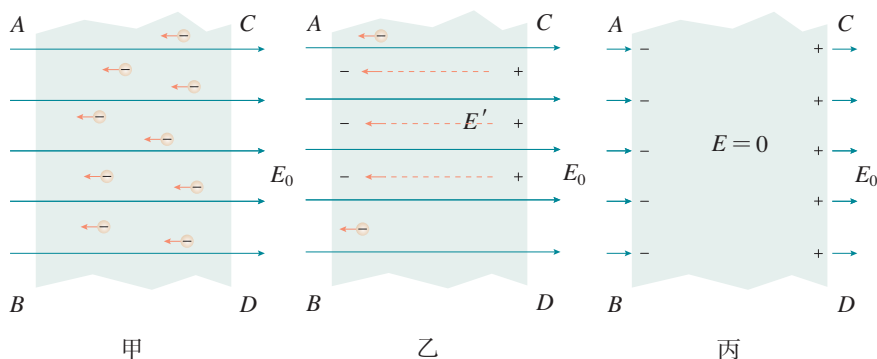 A C
E₀
B D
甲
A C
− +
E′
− +
− +
E₀
B D
乙
A C
− +
− +
E = 0
− +
E₀
− +
− +
B D
丙